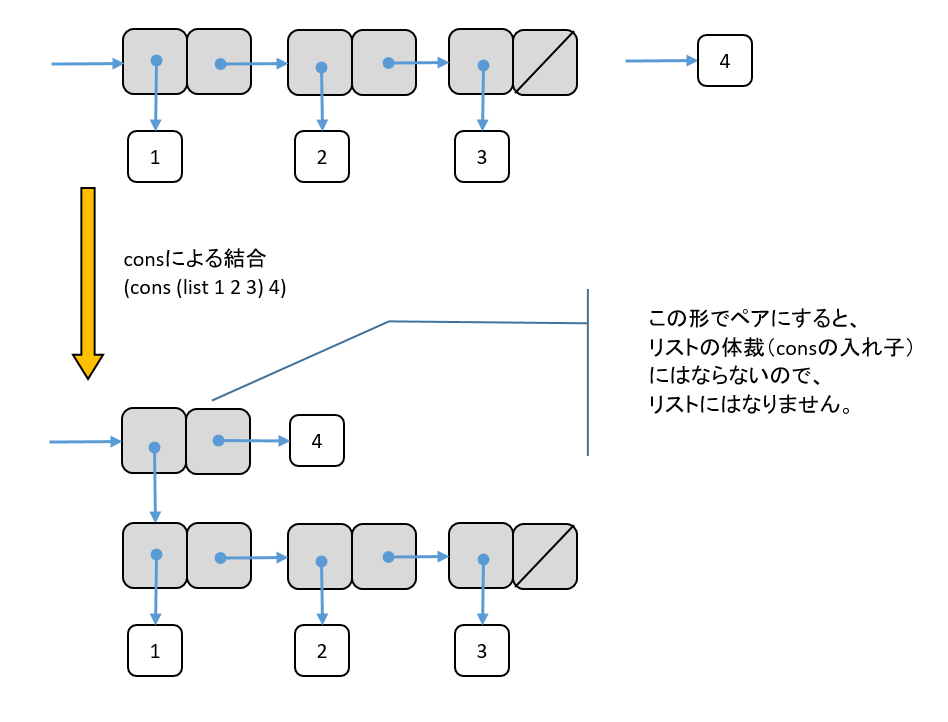 4
1
2
3
consによる結合
(cons (list 1 2 3) 4)
この形でペアにすると、
リストの体裁（consの入れ子）
にはならないので、
リストにはなりません。
4
1
2
3